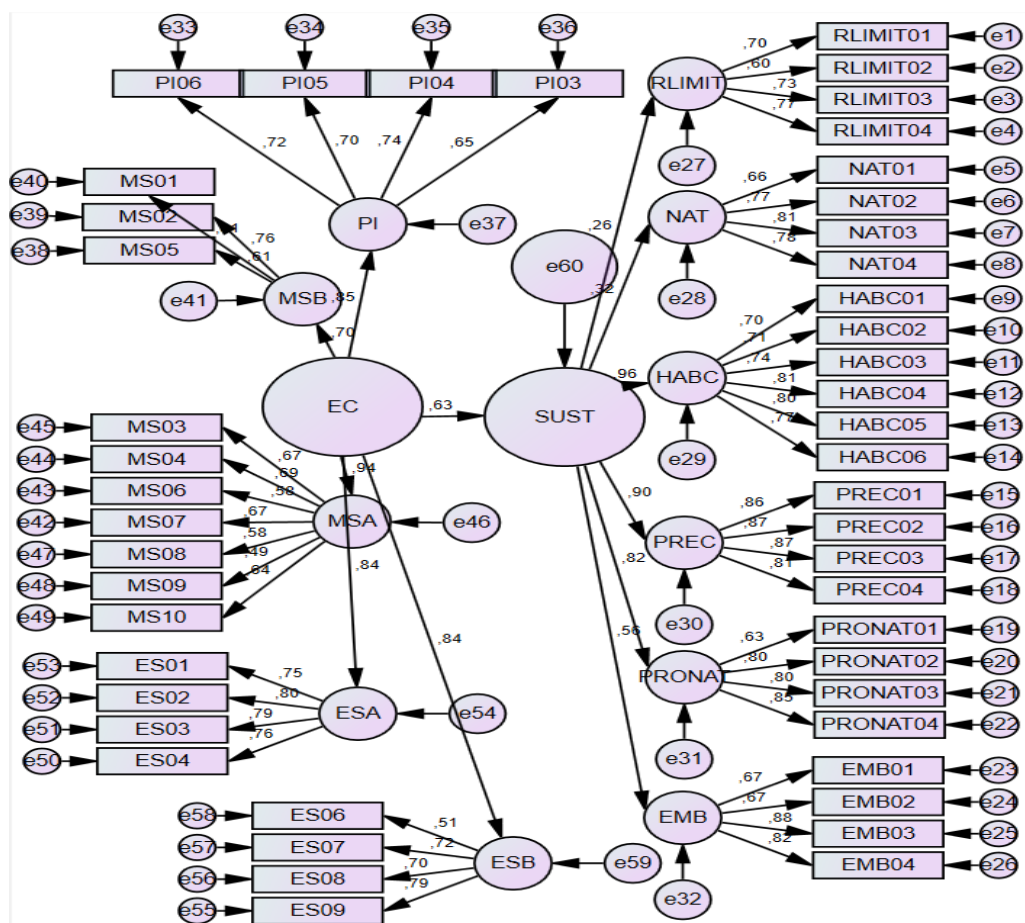 e33 e34 e35 e36
PI06 PI05 PI04 PI03
,72 ,70 ,74 ,65
PI e37
e40 MS01
e39 MS02
e38 MS05
,76
,61
e41 MSB
,85
,70
EC
,63
e60
SUST
e45 MS03
e44 MS04
e43 MS06
e42 MS07
e47 MS08
e48 MS09
e49 MS10
,67
,69
,58
,67
,58
,49
,64
,94
MSA e46
,84
,84
e53 ES01
e52 ES02
e51 ES03
e50 ES04
,75
,80
,79
,76
ESA e54
e58 ES06
e57 ES07
e56 ES08
e55 ES09
,51
,72
,70
,79
ESB e59
,26
,32
,96
,90
,82
,56
RLIMIT
e27
,70
,60
,73
,77
RLIMIT01 e1
RLIMIT02 e2
RLIMIT03 e3
RLIMIT04 e4
NAT
e28
,66
,77
,81
,78
NAT01 e5
NAT02 e6
NAT03 e7
NAT04 e8
HABC
e29
,70
,71
,74
,81
,80
,77
HABC01 e9
HABC02 e10
HABC03 e11
HABC04 e12
HABC05 e13
HABC06 e14
PREC
e30
,86
,87
,87
,81
PREC01 e15
PREC02 e16
PREC03 e17
PREC04 e18
PRONAT
e31
,63
,80
,80
,85
PRONAT01 e19
PRONAT02 e20
PRONAT03 e21
PRONAT04 e22
EMB
e32
,67
,67
,88
,82
EMB01 e23
EMB02 e24
EMB03 e25
EMB04 e26